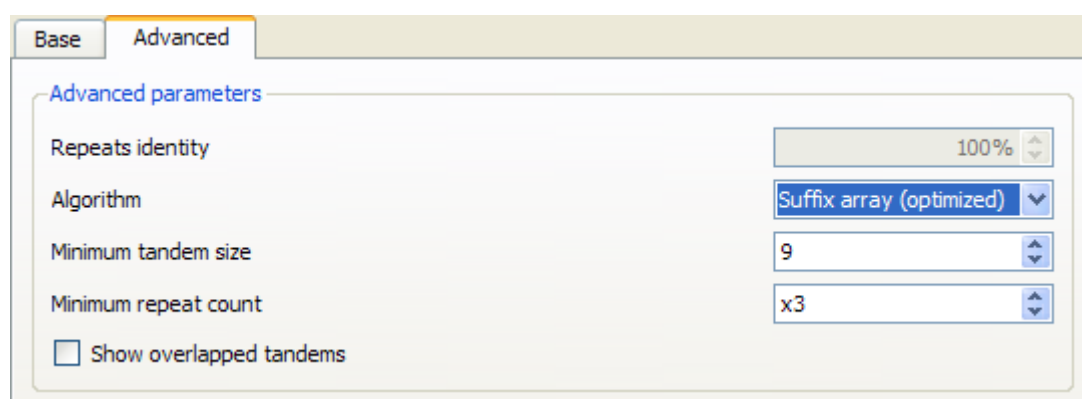 Base Advanced
Advanced parameters
Repeats identity 100%
Algorithm Suffix array (optimized)
Minimum tandem size 9
Minimum repeat count x3
Show overlapped tandems